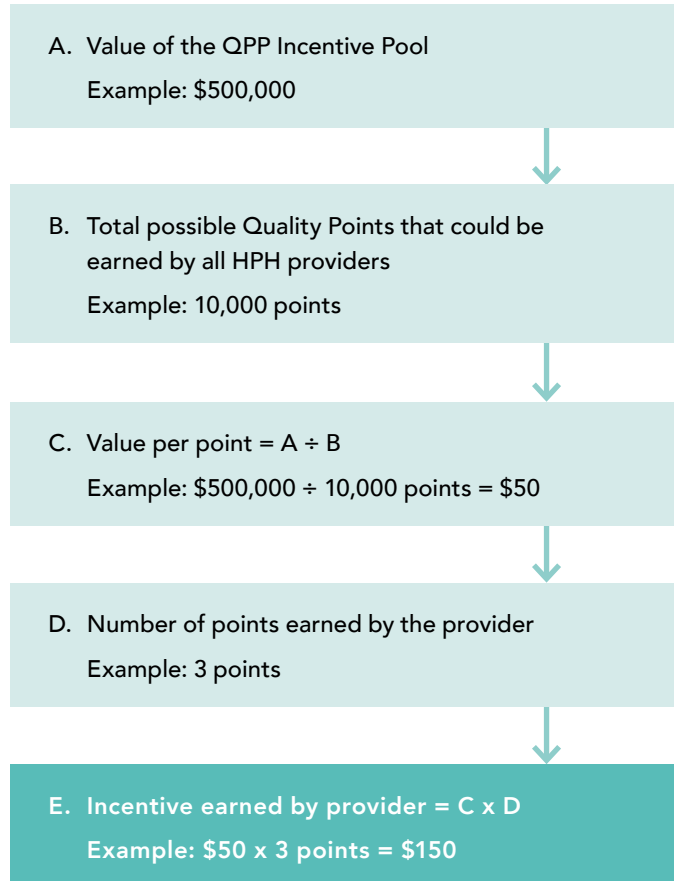 A. Value of the QPP Incentive Pool
Example: $500,000
B. Total possible Quality Points that could be
earned by all HPH providers
Example: 10,000 points
C. Value per point = A ÷ B
Example: $500,000 ÷ 10,000 points = $50
D. Number of points earned by the provider
Example: 3 points
E. Incentive earned by provider = C x D
Example: $50 x 3 points = $150